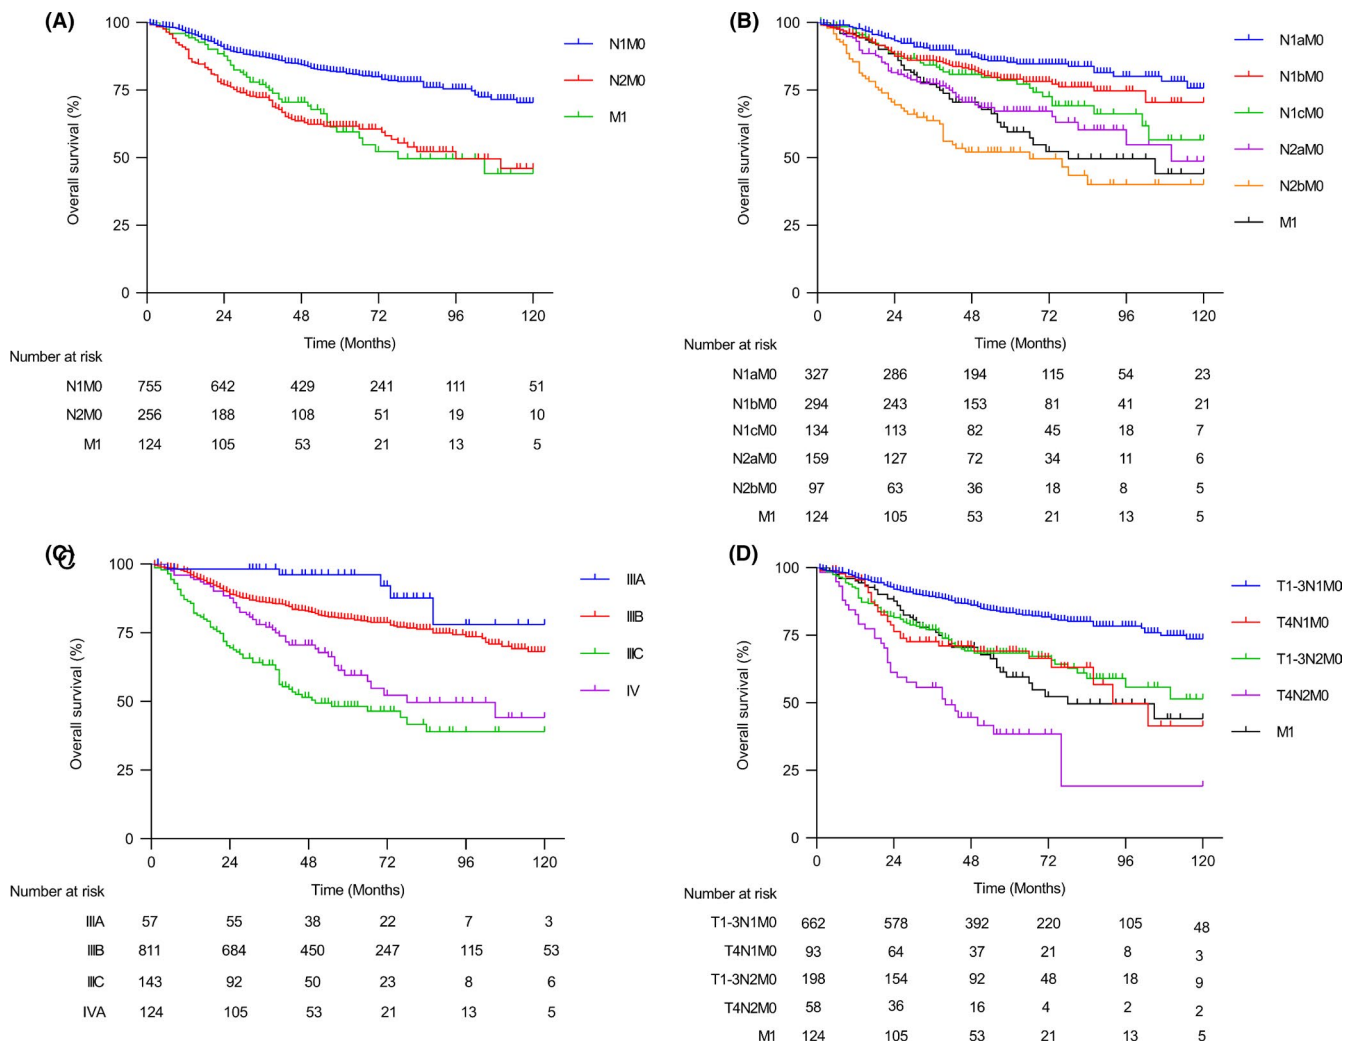 (A)
100
75
50
25
0
Overall survival (%)
0 24 48 72 96 120
Time (Months)
N1M0
N2M0
M1
Number at risk
N1M0 755 642 429 241 111 51
N2M0 256 188 108 51 19 10
M1 124 105 53 21 13 5
(B)
100
75
50
25
0
Overall survival (%)
0 24 48 72 96 120
Time (Months)
N1aM0
N1bM0
N1cM0
N2aM0
N2bM0
M1
Number at risk
N1aM0 327 286 194 115 54 23
N1bM0 294 243 153 81 41 21
N1cM0 134 113 82 45 18 7
N2aM0 159 127 72 34 11 6
N2bM0 97 63 36 18 8 5
M1 124 105 53 21 13 5
(C)
C
100
75
50
25
0
Overall survival (%)
0 24 48 72 96 120
Time (Months)
IIIA
IIIB
IIIC
IV
Number at risk
IIIA 57 55 38 22 7 3
IIIB 811 684 450 247 115 53
IIIC 143 92 50 23 8 6
IVA 124 105 53 21 13 5
(D)
100
75
50
25
0
Overall survival (%)
0 24 48 72 96 120
Time (Months)
T1-3N1M0
T4N1M0
T1-3N2M0
T4N2M0
M1
Number at risk
T1-3N1M0 662 578 392 220 105 48
T4N1M0 93 64 37 21 8 3
T1-3N2M0 198 154 92 48 18 9
T4N2M0 58 36 16 4 2 2
M1 124 105 53 21 13 5